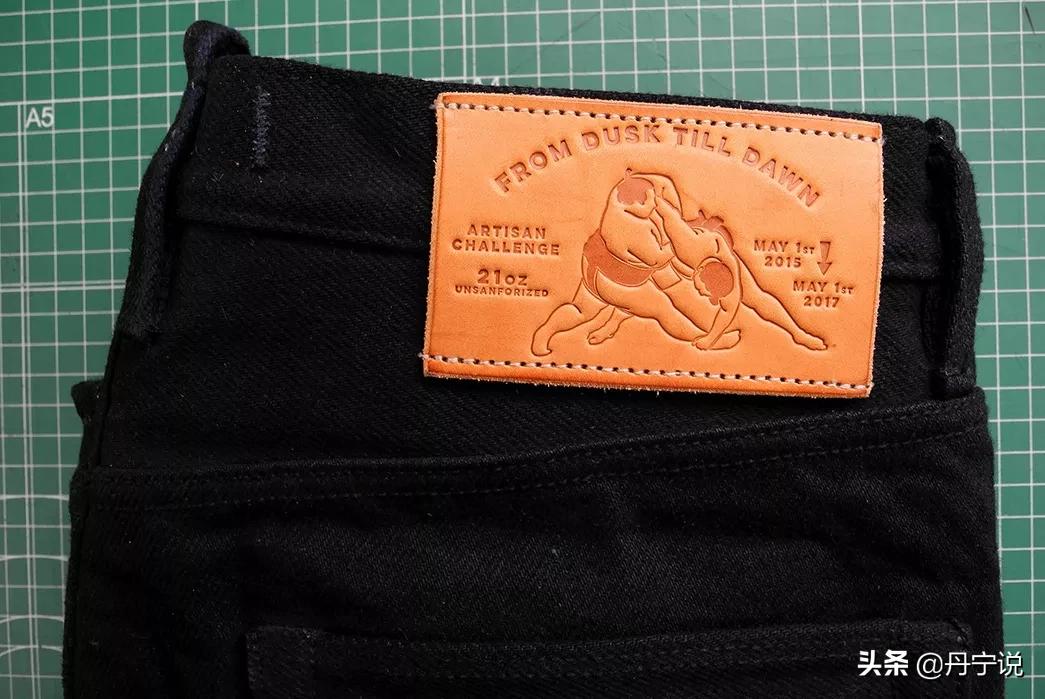 A5
A4
FROM DUSK TILL DAWN
ARTISAN
CHALLENGE
21oz
UNSANFORIZED
MAY 1st
2015
MAY 1st
2017
头条 @丹宁说